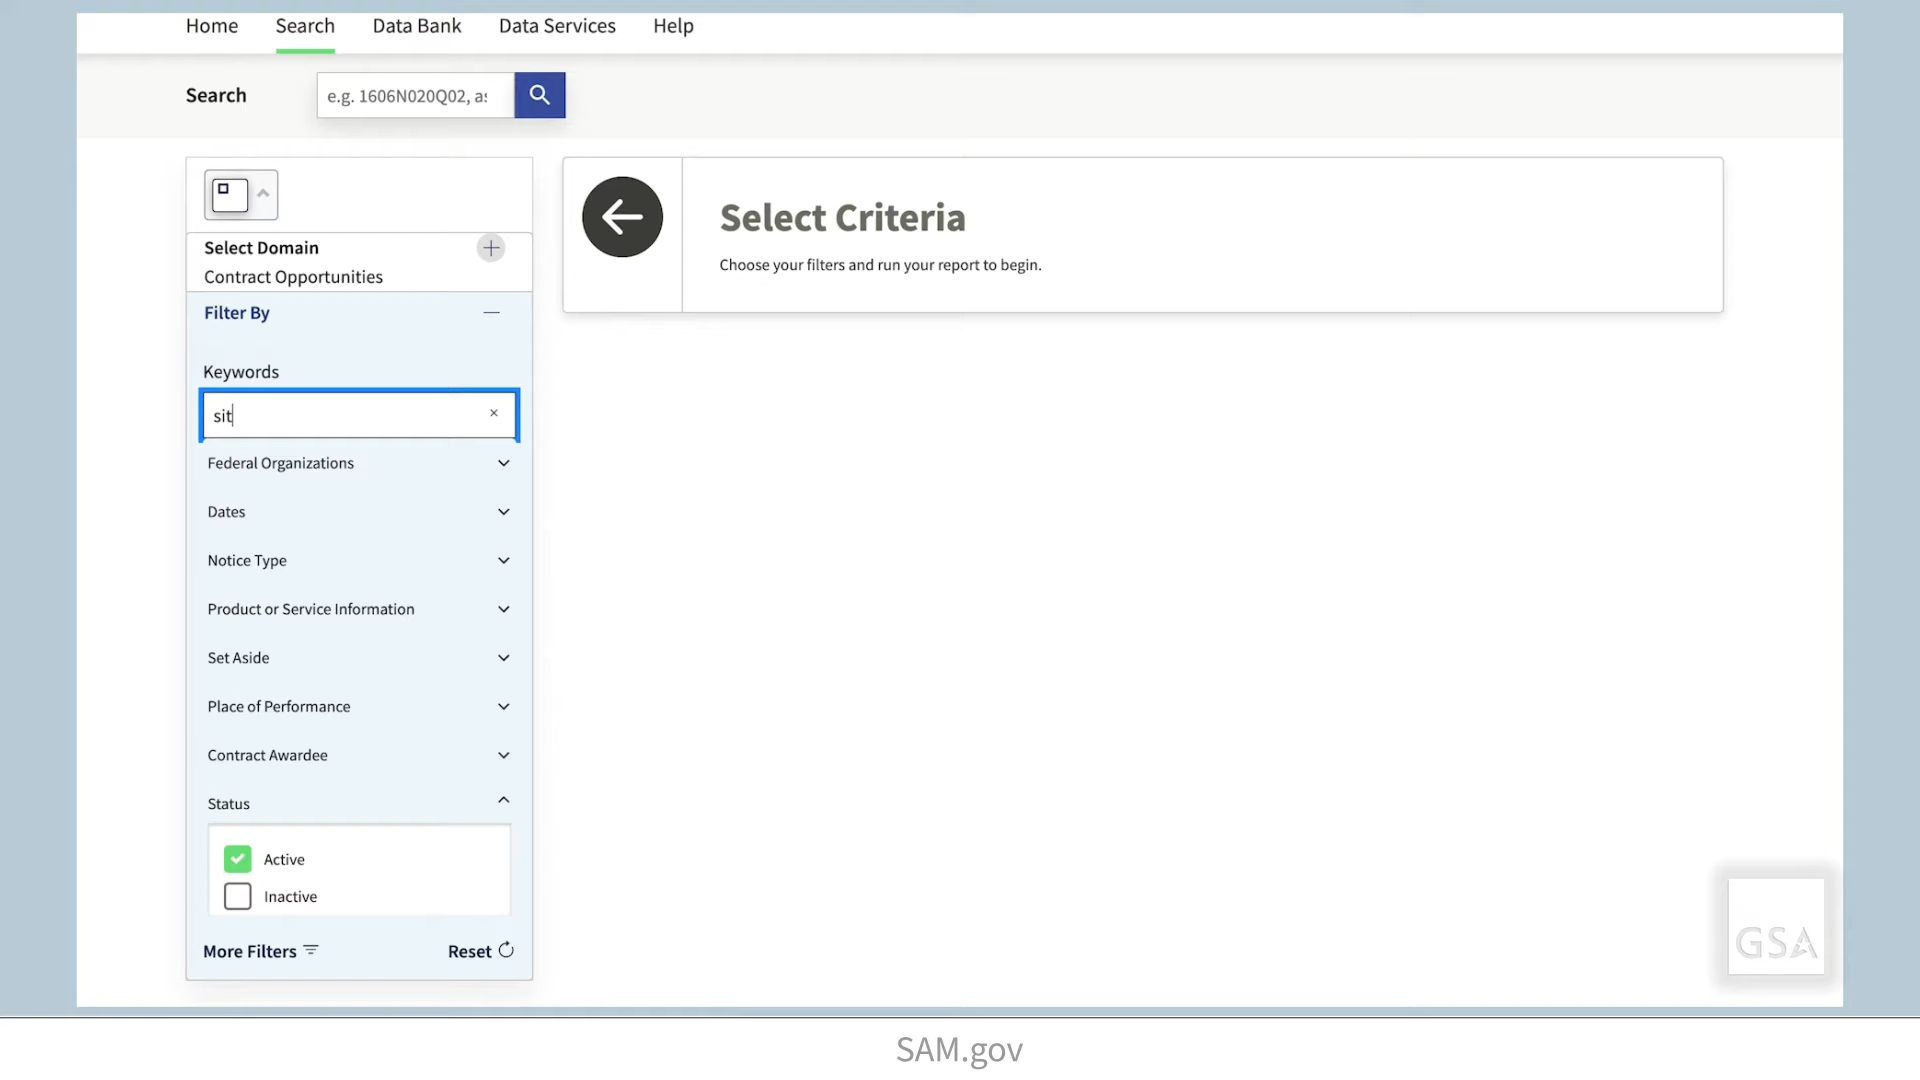 Home Search Data Bank Data Services Help
Search e.g. 1606N020Q02, as
Select Domain
Contract Opportunities
Filter By
Keywords
sit
Federal Organizations
Dates
Notice Type
Product or Service Information
Set Aside
Place of Performance
Contract Awardee
Status
Active
Inactive
More Filters Reset
Select Criteria
Choose your filters and run your report to begin.
GSA
SAM.gov